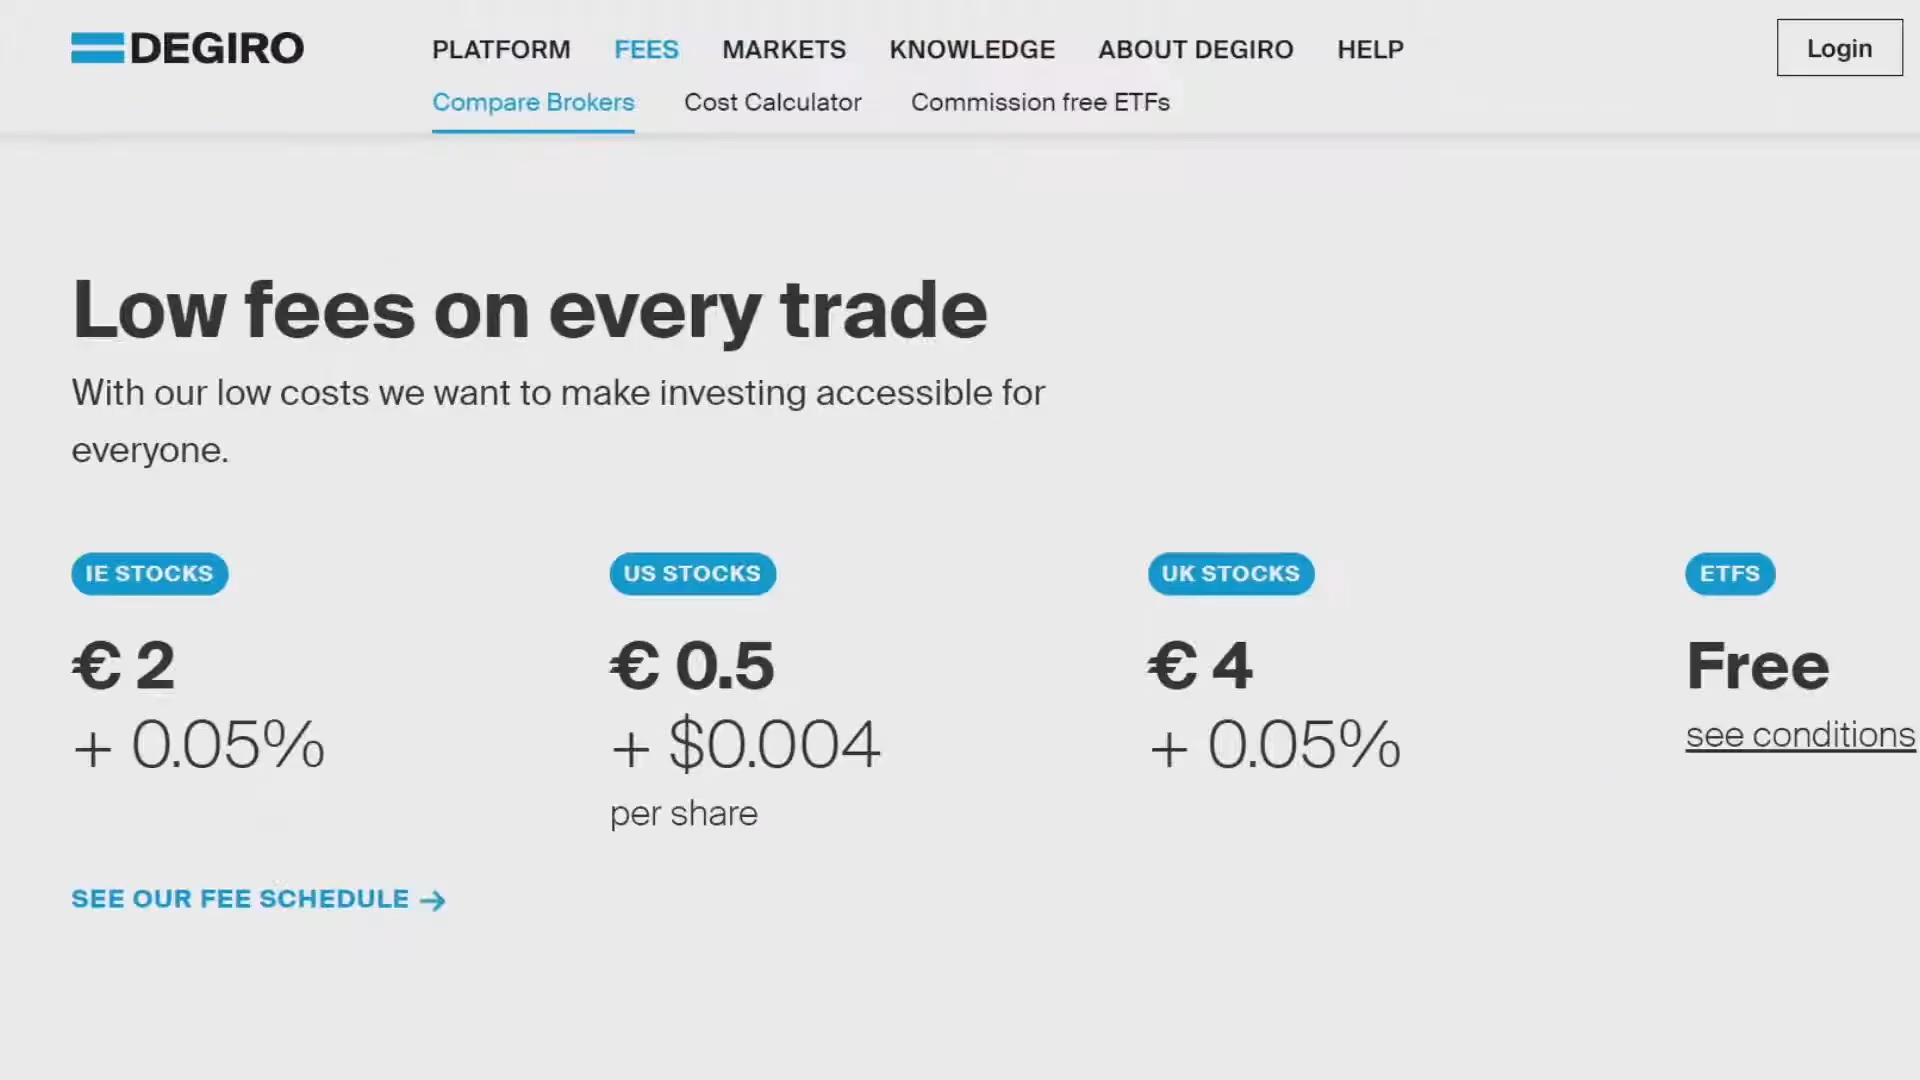 DEGIRO
PLATFORM FEES MARKETS KNOWLEDGE ABOUT DEGIRO HELP
Login
Compare Brokers Cost Calculator Commission free ETFs
Low fees on every trade
With our low costs we want to make investing accessible for
everyone.
IE STOCKS
€ 2
+ 0.05%
US STOCKS
€ 0.5
+ $0.004
per share
UK STOCKS
€ 4
+ 0.05%
ETFS
Free
see conditions
SEE OUR FEE SCHEDULE →